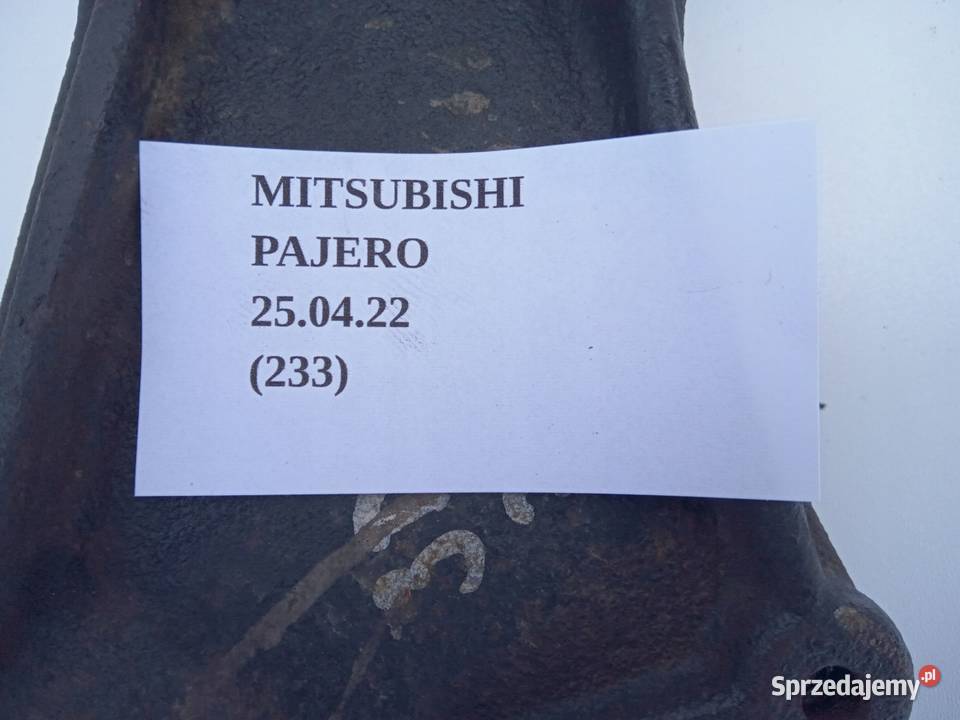 MITSUBISHI
PAJERO
25.04.22
(233)
Sprzedajemy.pl